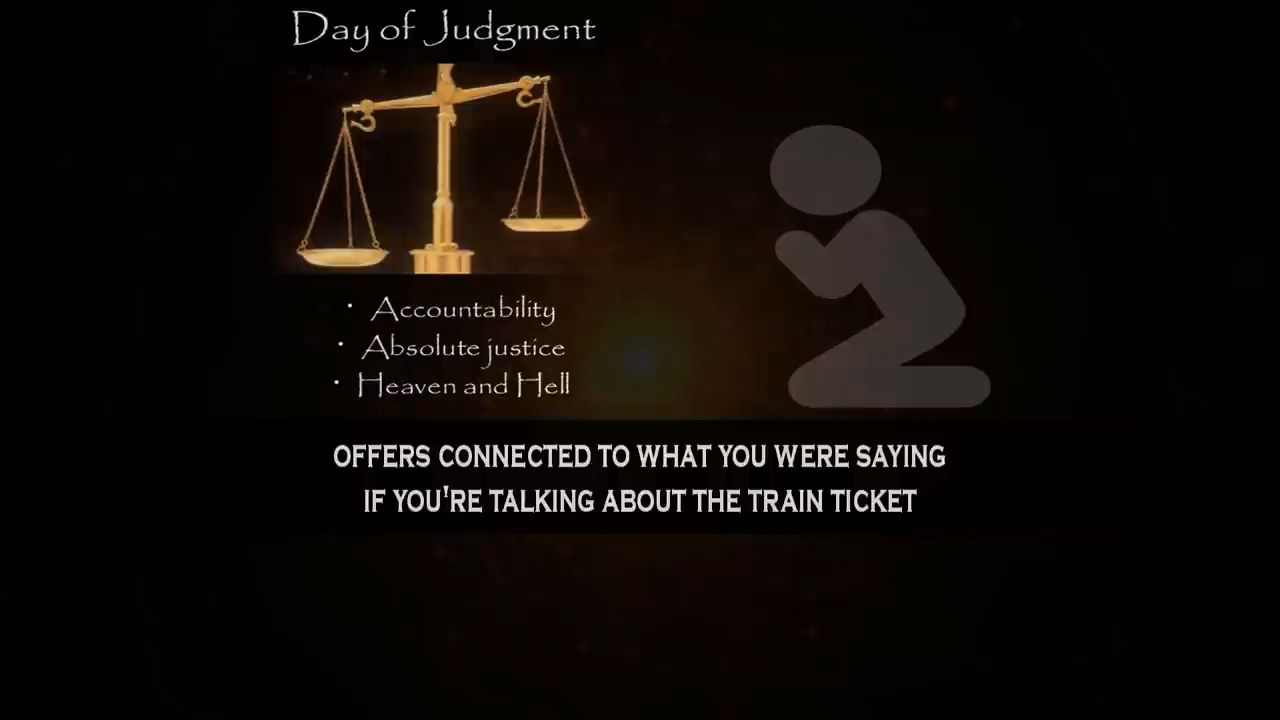 Day of Judgment
• Accountability
• Absolute justice
• Heaven and Hell
OFFERS CONNECTED TO WHAT YOU WERE SAYING
IF YOU'RE TALKING ABOUT THE TRAIN TICKET